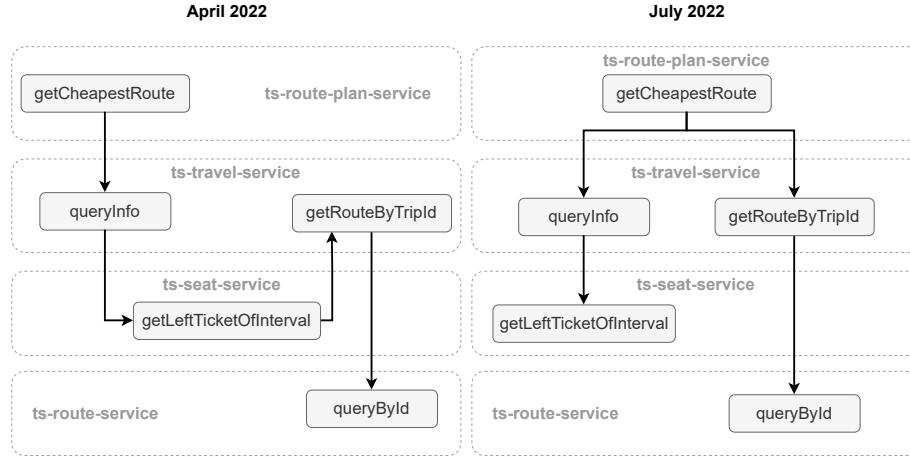 April 2022
getCheapestRoute
ts-route-plan-service
ts-travel-service
queryInfo
getRouteByTripId
ts-seat-service
getLeftTicketOfInterval
ts-route-service
queryById
July 2022
ts-route-plan-service
getCheapestRoute
ts-travel-service
queryInfo
getRouteByTripId
ts-seat-service
getLeftTicketOfInterval
ts-route-service
queryById